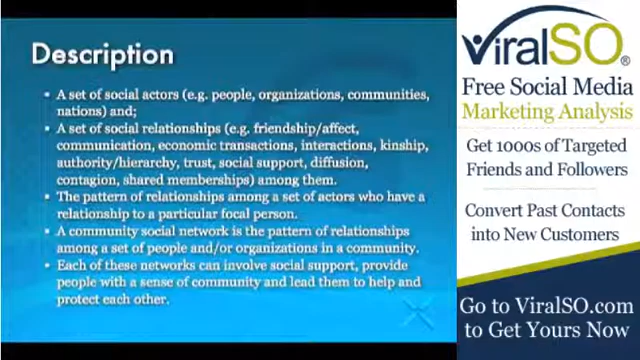 Description
A set of social actors (e.g. people, organizations, communities,
nations) and;
A set of social relationships (e.g. friendship/affect,
communication, economic transactions, interactions, kinship,
authority/hierarchy, trust, social support, diffusion,
contagion, shared memberships) among them.
The pattern of relationships among a set of actors who have a
relationship to a particular focal person.
A community social network is the pattern of relationships
among a set of people and/or organizations in a community.
Each of these networks can involve social support, provide
people with a sense of community and lead them to help and
protect each other.
ViralSO®
Free Social Media
Marketing Analysis
Get 1000s of Targeted
Friends and Followers
Convert Past Contacts
into New Customers
Go to ViralSO.com
to Get Yours Now